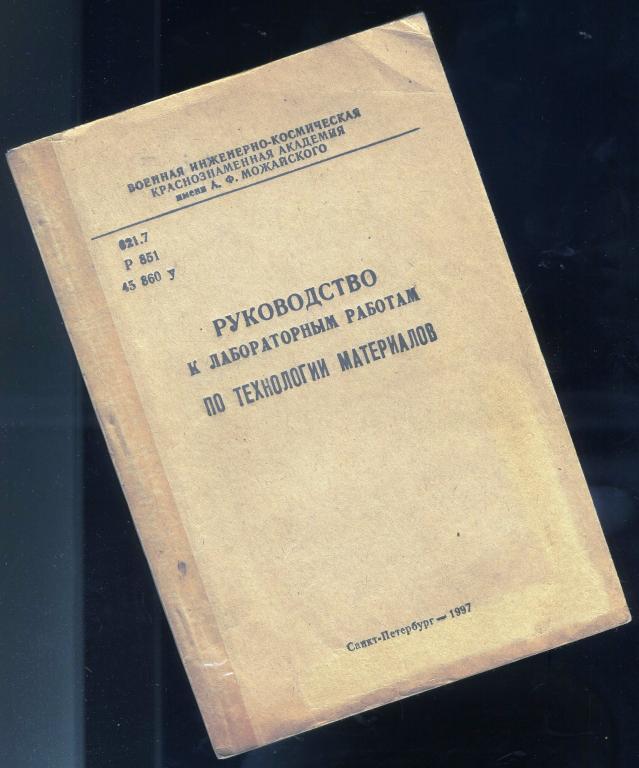 ВОЕННАЯ ИНЖЕНЕРНО-КОСМИЧЕСКАЯ
КРАСНОЗНАМЕННАЯ АКАДЕМИЯ
имени А. Ф. МОЖАЙСКОГО
621.7
Р 851
45 860 У
РУКОВОДСТВО
К ЛАБОРАТОРНЫМ РАБОТАМ
ПО ТЕХНОЛОГИИ МАТЕРИАЛОВ
Санкт-Петербург — 1997